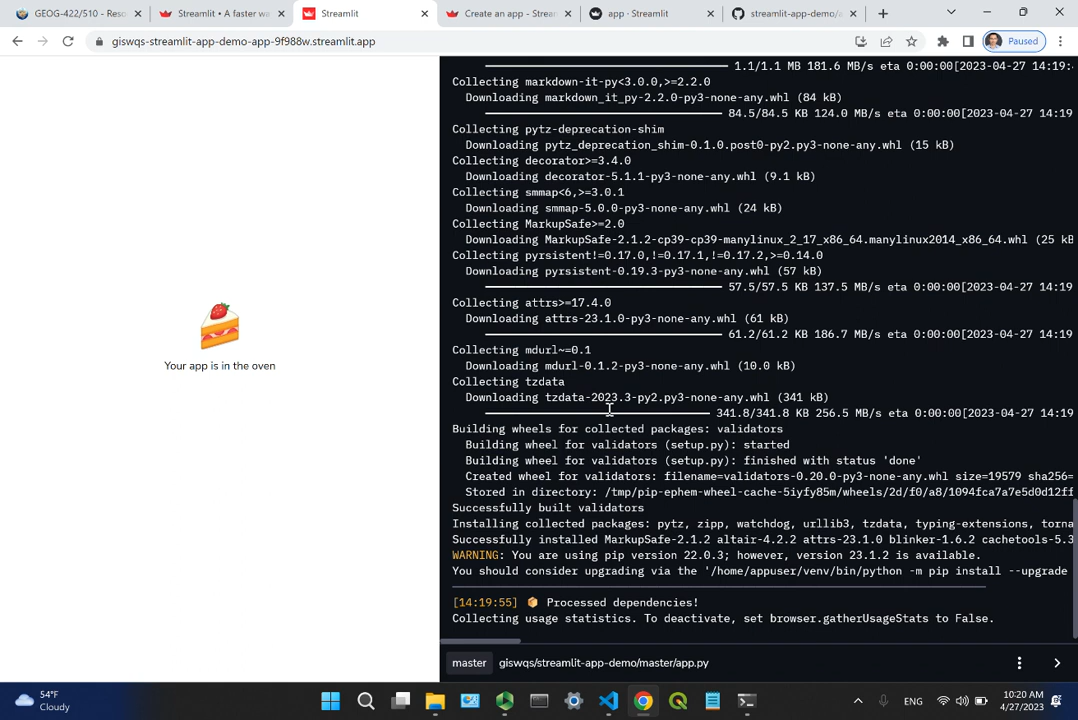 GEOG-422/510 - Reso
Streamlit • A faster wa
Streamlit
Create an app - Stream
app · Streamlit
streamlit-app-demo/a
giswqs-streamlit-app-demo-app-9f988w.streamlit.app
Paused
Your app is in the oven
1.1/1.1 MB 181.6 MB/s eta 0:00:00[2023-04-27 14:19:
Collecting markdown-it-py<3.0.0,>=2.2.0
Downloading markdown_it_py-2.2.0-py3-none-any.whl (84 kB)
84.5/84.5 KB 124.0 MB/s eta 0:00:00[2023-04-27 14:19
Collecting pytz-deprecation-shim
Downloading pytz_deprecation_shim-0.1.0.post0-py2.py3-none-any.whl (15 kB)
Collecting decorator>=3.4.0
Downloading decorator-5.1.1-py3-none-any.whl (9.1 kB)
Collecting smmap<6,>=3.0.1
Downloading smmap-5.0.0-py3-none-any.whl (24 kB)
Collecting MarkupSafe>=2.0
Downloading MarkupSafe-2.1.2-cp39-cp39-manylinux_2_17_x86_64.manylinux2014_x86_64.whl (25 kB
Collecting pyrsistent!=0.17.0,!=0.17.1,!=0.17.2,>=0.14.0
Downloading pyrsistent-0.19.3-py3-none-any.whl (57 kB)
57.5/57.5 KB 137.5 MB/s eta 0:00:00[2023-04-27 14:19
Collecting attrs>=17.4.0
Downloading attrs-23.1.0-py3-none-any.whl (61 kB)
61.2/61.2 KB 186.7 MB/s eta 0:00:00[2023-04-27 14:19
Collecting mdurl~=0.1
Downloading mdurl-0.1.2-py3-none-any.whl (10.0 kB)
Collecting tzdata
Downloading tzdata-2023.3-py2.py3-none-any.whl (341 kB)
341.8/341.8 KB 256.5 MB/s eta 0:00:00[2023-04-27 14:19
Building wheels for collected packages: validators
Building wheel for validators (setup.py): started
Building wheel for validators (setup.py): finished with status 'done'
Created wheel for validators: filename=validators-0.20.0-py3-none-any.whl size=19579 sha256=
Stored in directory: /tmp/pip-ephem-wheel-cache-5iyfy85m/wheels/2d/f0/a8/1094fca7a7e5d0d12ff
Successfully built validators
Installing collected packages: pytz, zipp, watchdog, urllib3, tzdata, typing-extensions, torna
Successfully installed MarkupSafe-2.1.2 altair-4.2.2 attrs-23.1.0 blinker-1.6.2 cachetools-5.3
WARNING: You are using pip version 22.0.3; however, version 23.1.2 is available.
You should consider upgrading via the '/home/appuser/venv/bin/python -m pip install --upgrade
[14:19:55] 📦 Processed dependencies!
Collecting usage statistics. To deactivate, set browser.gatherUsageStats to False.
master giswqs/streamlit-app-demo/master/app.py
54°F
Cloudy
ENG
10:20 AM
4/27/2023